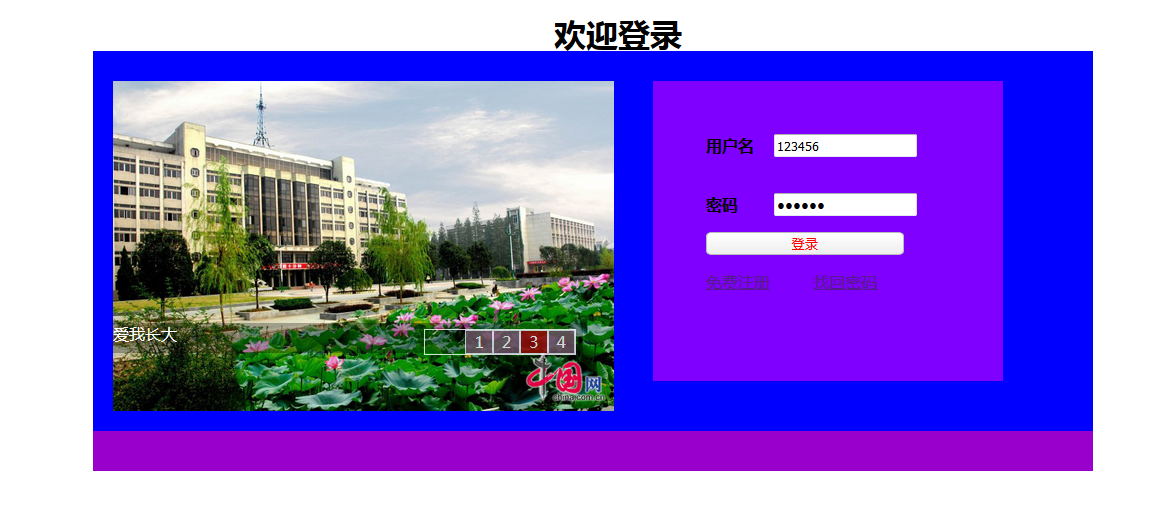 欢迎登录
用户名 123456
密码 ••••••
登录
免费注册 找回密码
爱我长大
1 2 3 4
中国网
china.com.cn